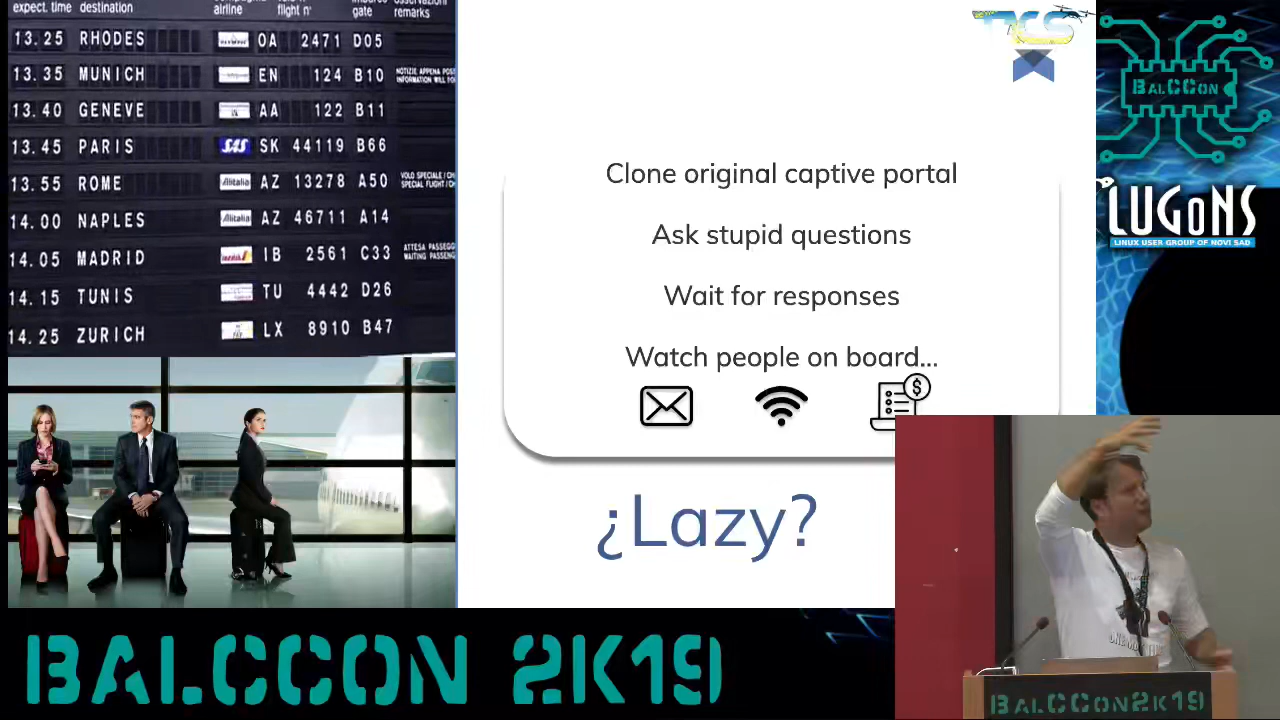 expect. time destination
airline flight n° gate remarks
13.25 RHODES OA 2471 D05
13.35 MUNICH EN 124 B10
13.40 GENEVE AA 122 B11
13.45 PARIS SAS SK 44119 B66
13.55 ROME Alitalia AZ 13278 A50
14.00 NAPLES Alitalia AZ 46711 A14
14.05 MADRID IB 2561 C33
14.15 TUNIS TU 4442 D26
14.25 ZURICH LX 8910 B47
TCS
Clone original captive portal
Ask stupid questions
Wait for responses
Watch people on board...
$
¿Lazy?
BALCCON
LUGONS
LINUX USER GROUP OF NOVI SAD
BALCCON 2K19
BALCCON2K19